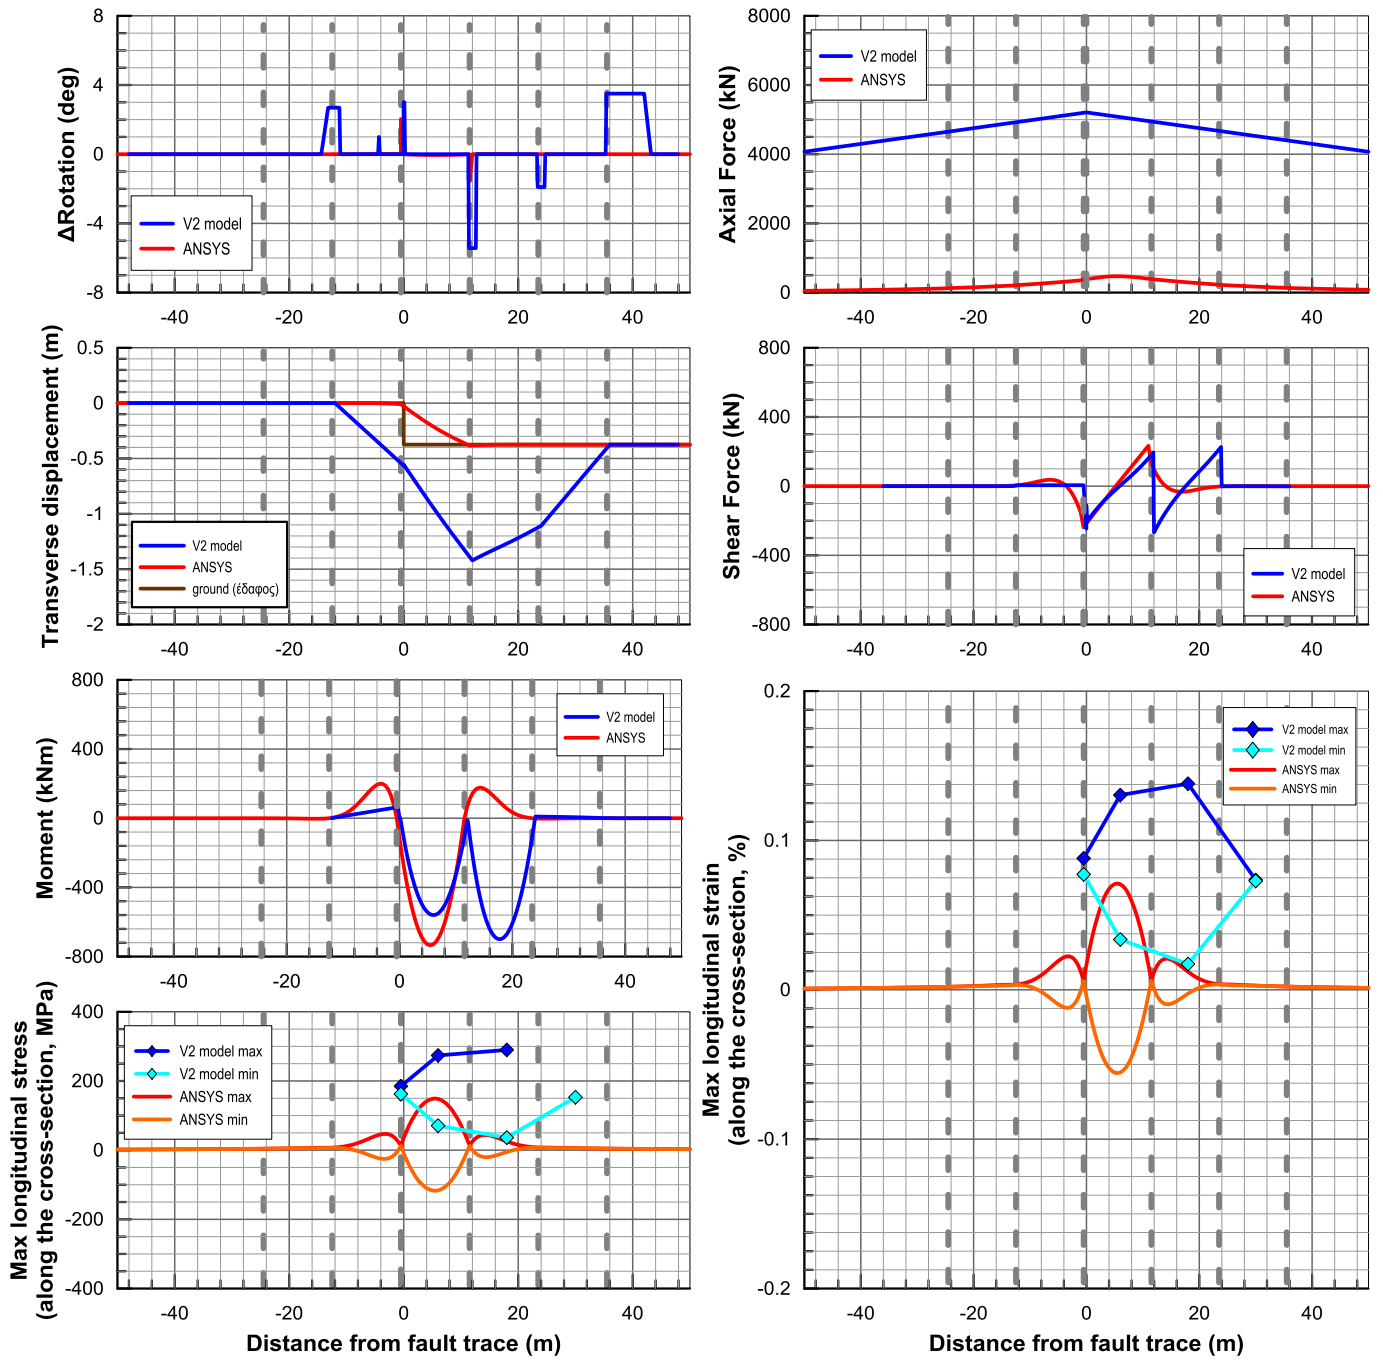 8
4
0
-4
-8
ΔRotation (deg)
V2 model
ANSYS
-40
-20
0
20
40
8000
6000
4000
2000
0
Axial Force (kN)
V2 model
ANSYS
-40
-20
0
20
40
0.5
0
-0.5
-1
-1.5
-2
Transverse displacement (m)
V2 model
ANSYS
ground (έδαφος)
-40
-20
0
20
40
800
400
0
-400
-800
Shear Force (kN)
V2 model
ANSYS
-40
-20
0
20
40
800
400
0
-400
-800
Moment (kNm)
V2 model
ANSYS
-40
-20
0
20
40
400
200
0
-200
-400
Max longitudinal stress
(along the cross-section, MPa)
V2 model max
V2 model min
ANSYS max
ANSYS min
-40
-20
0
20
40
Distance from fault trace (m)
0.2
0.1
0
-0.1
-0.2
Max longitudinal strain
(along the cross-section, %)
V2 model max
V2 model min
ANSYS max
ANSYS min
-40
-20
0
20
40
Distance from fault trace (m)